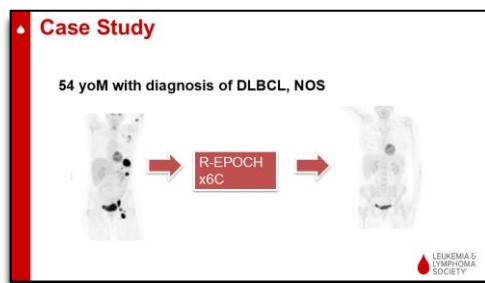 Case Study
54 yoM with diagnosis of DLBCL, NOS
R-EPOCH
x6C
LEUKEMIA &
LYMPHOMA
SOCIETY